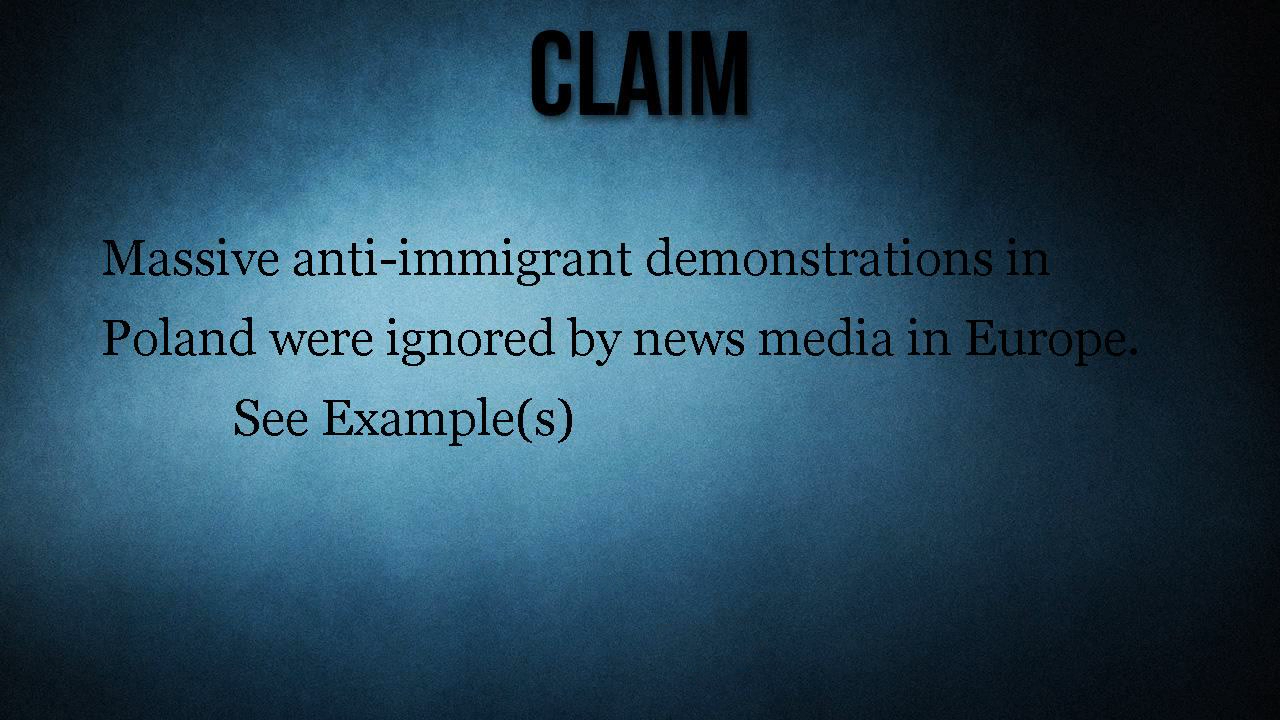 CLAIM
Massive anti-immigrant demonstrations in
Poland were ignored by news media in Europe.
See Example(s)